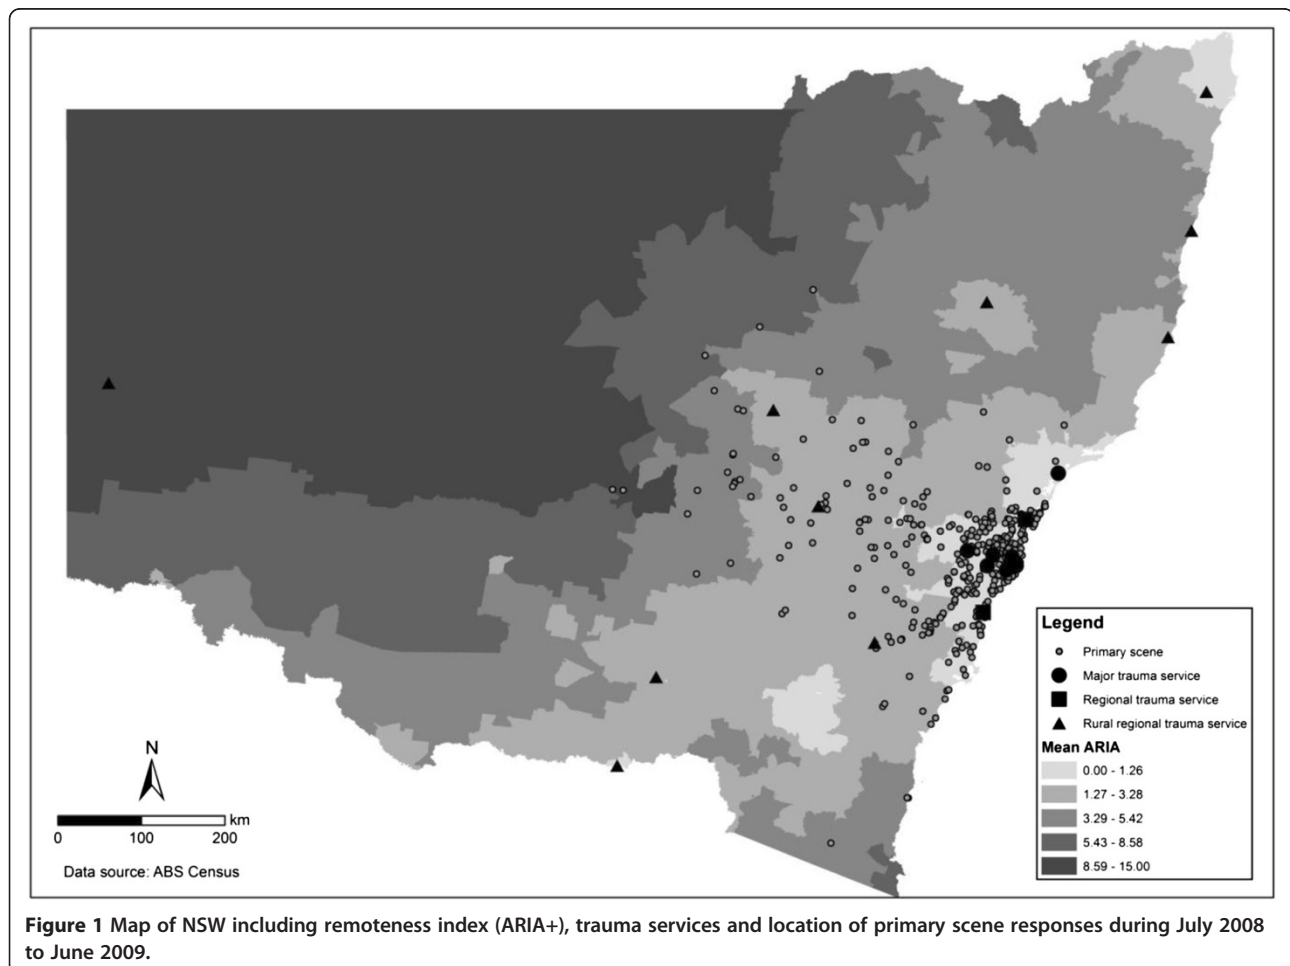 N
0 100 200 km
Data source: ABS Census
Legend
Primary scene
Major trauma service
Regional trauma service
Rural regional trauma service
Mean ARIA
0.00 - 1.26
1.27 - 3.28
3.29 - 5.42
5.43 - 8.58
8.59 - 15.00
Figure 1 Map of NSW including remoteness index (ARIA+), trauma services and location of primary scene responses during July 2008
to June 2009.